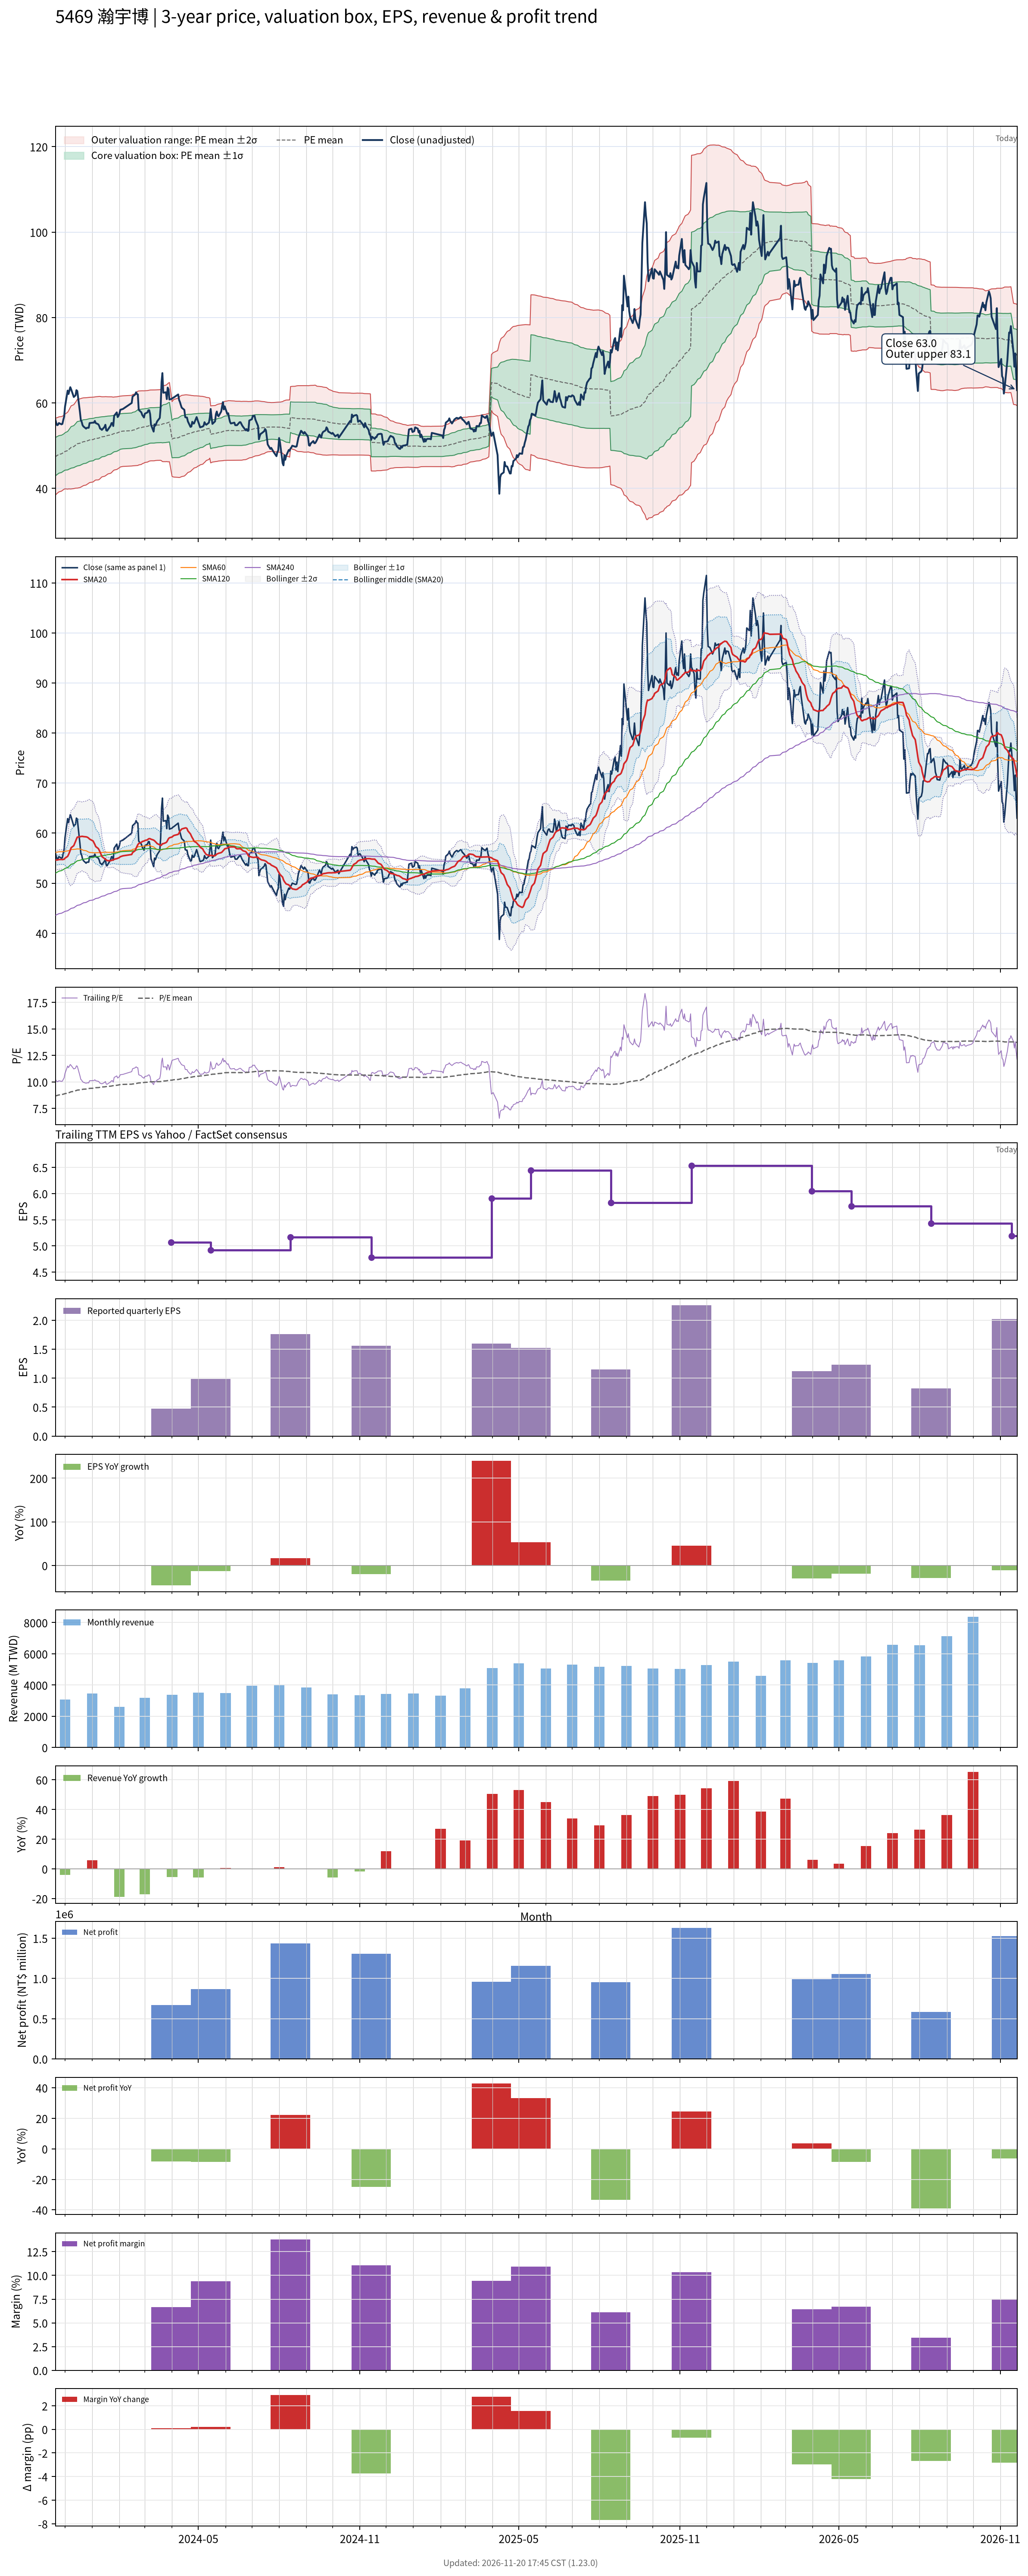 5469 瀚宇博 | 3-year price, valuation box, EPS, revenue & profit trend
Outer valuation range: PE mean ±2σ
PE mean
Close (unadjusted)
Core valuation box: PE mean ±1σ
Today
Price (TWD)
120
100
80
60
40
Close 63.0
Outer upper 83.1
Close (same as panel 1)
SMA60
SMA240
Bollinger ±1σ
SMA20
SMA120
Bollinger ±2σ
Bollinger middle (SMA20)
Price
110
100
90
80
70
60
50
40
Trailing P/E
P/E mean
P/E
17.5
15.0
12.5
10.0
7.5
Trailing TTM EPS vs Yahoo / FactSet consensus
Today
EPS
6.5
6.0
5.5
5.0
4.5
Reported quarterly EPS
EPS
2.0
1.5
1.0
0.5
0.0
EPS YoY growth
YoY (%)
200
100
0
Monthly revenue
Revenue (M TWD)
8000
6000
4000
2000
0
Revenue YoY growth
YoY (%)
60
40
20
0
-20
Month
1e6
Net profit
Net profit (NT$ million)
1.5
1.0
0.5
0.0
Net profit YoY
YoY (%)
40
20
0
-20
-40
Net profit margin
Margin (%)
12.5
10.0
7.5
5.0
2.5
0.0
Margin YoY change
Δ margin (pp)
2
0
-2
-4
-6
-8
2024-05
2024-11
2025-05
2025-11
2026-05
2026-11
Updated: 2026-11-20 17:45 CST (1.23.0)